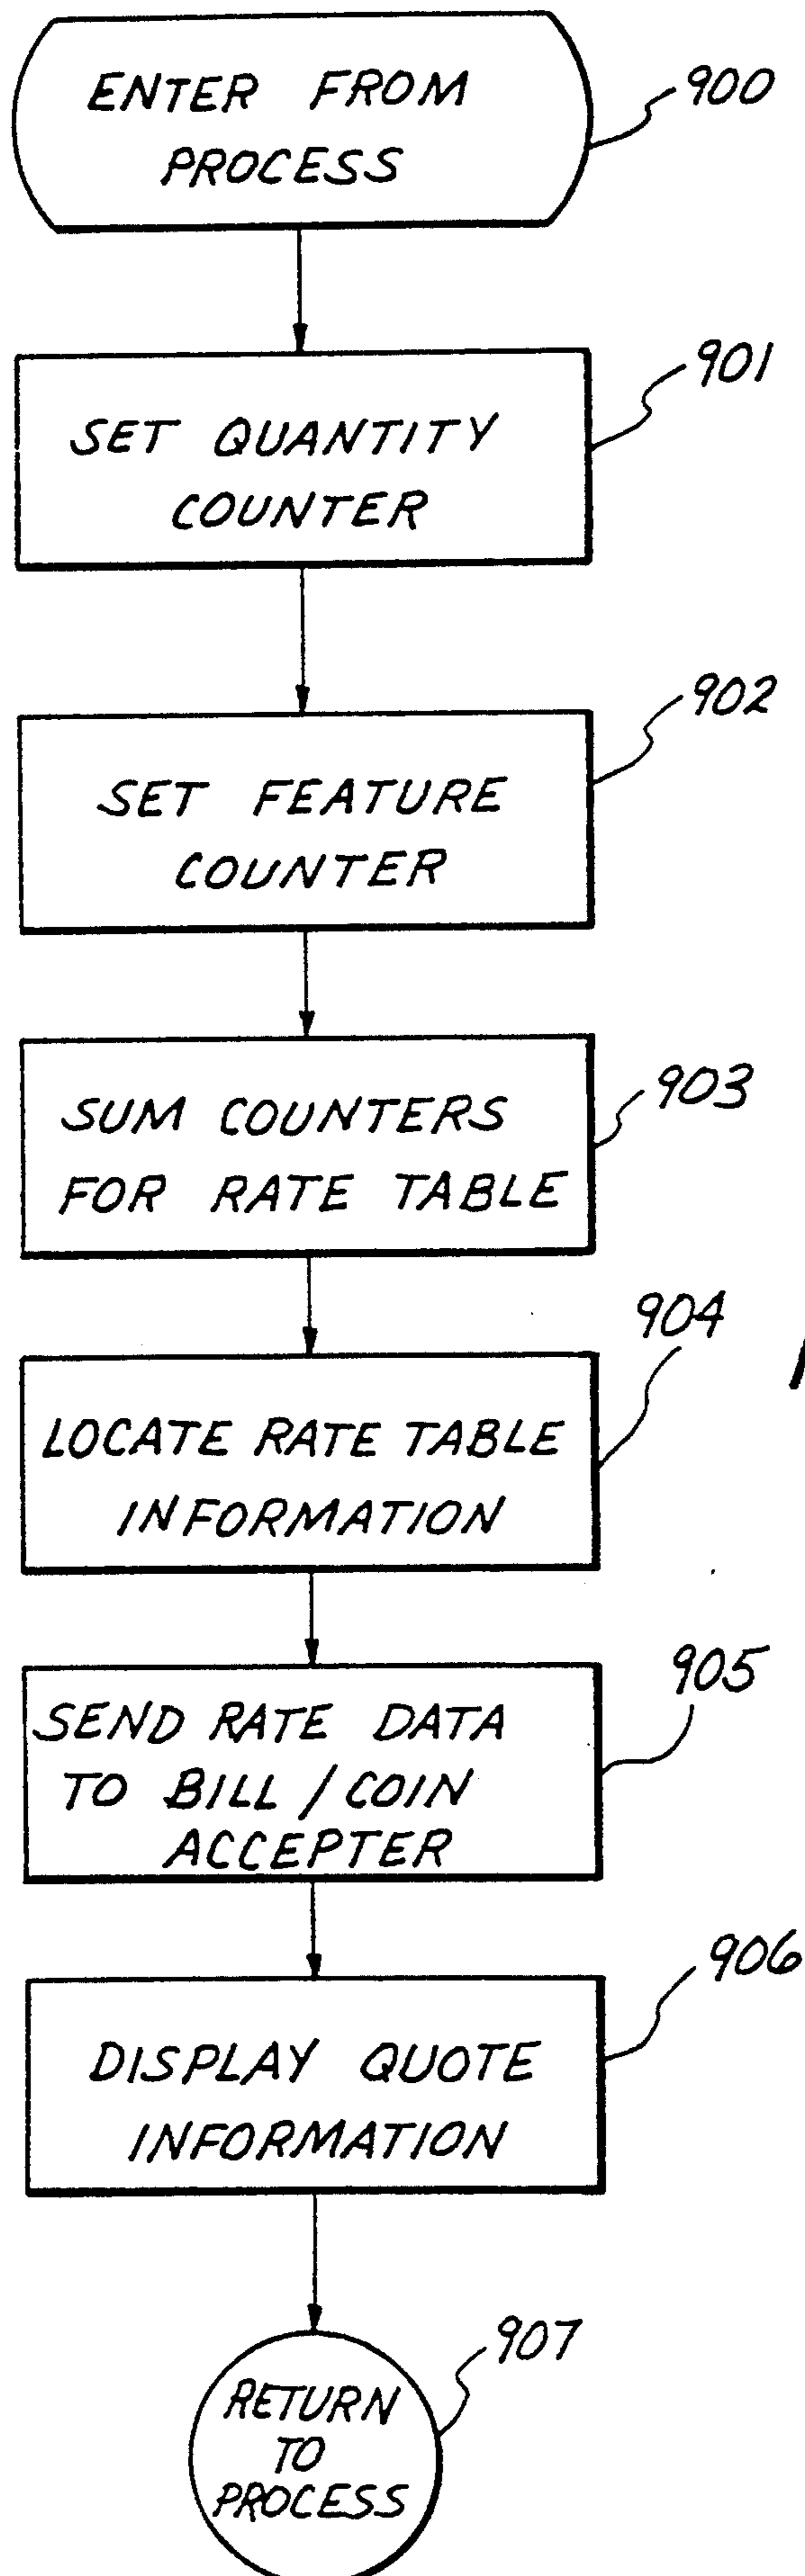 ENTER FROM
PROCESS
900
SET QUANTITY
COUNTER
901
SET FEATURE
COUNTER
902
SUM COUNTERS
FOR RATE TABLE
903
LOCATE RATE TABLE
INFORMATION
904
SEND RATE DATA
TO BILL / COIN
ACCEPTER
905
DISPLAY QUOTE
INFORMATION
906
RETURN
TO
PROCESS
907